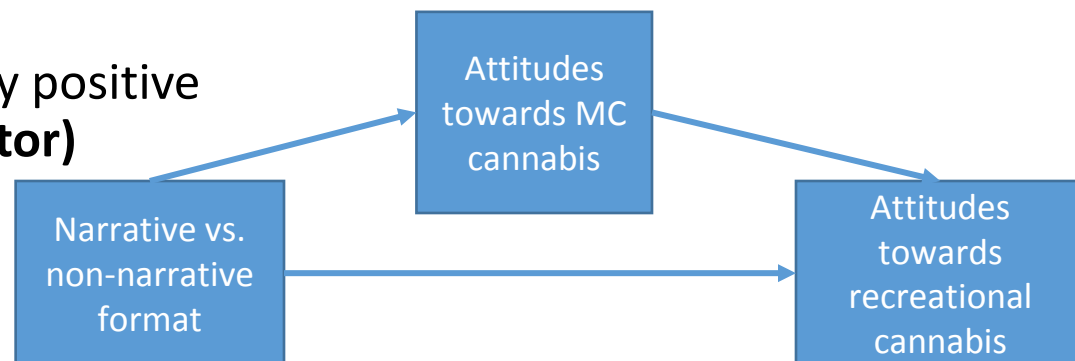 y positive
tor)
Attitudes
towards MC
cannabis
Narrative vs.
non-narrative
format
Attitudes
towards
recreational
cannabis